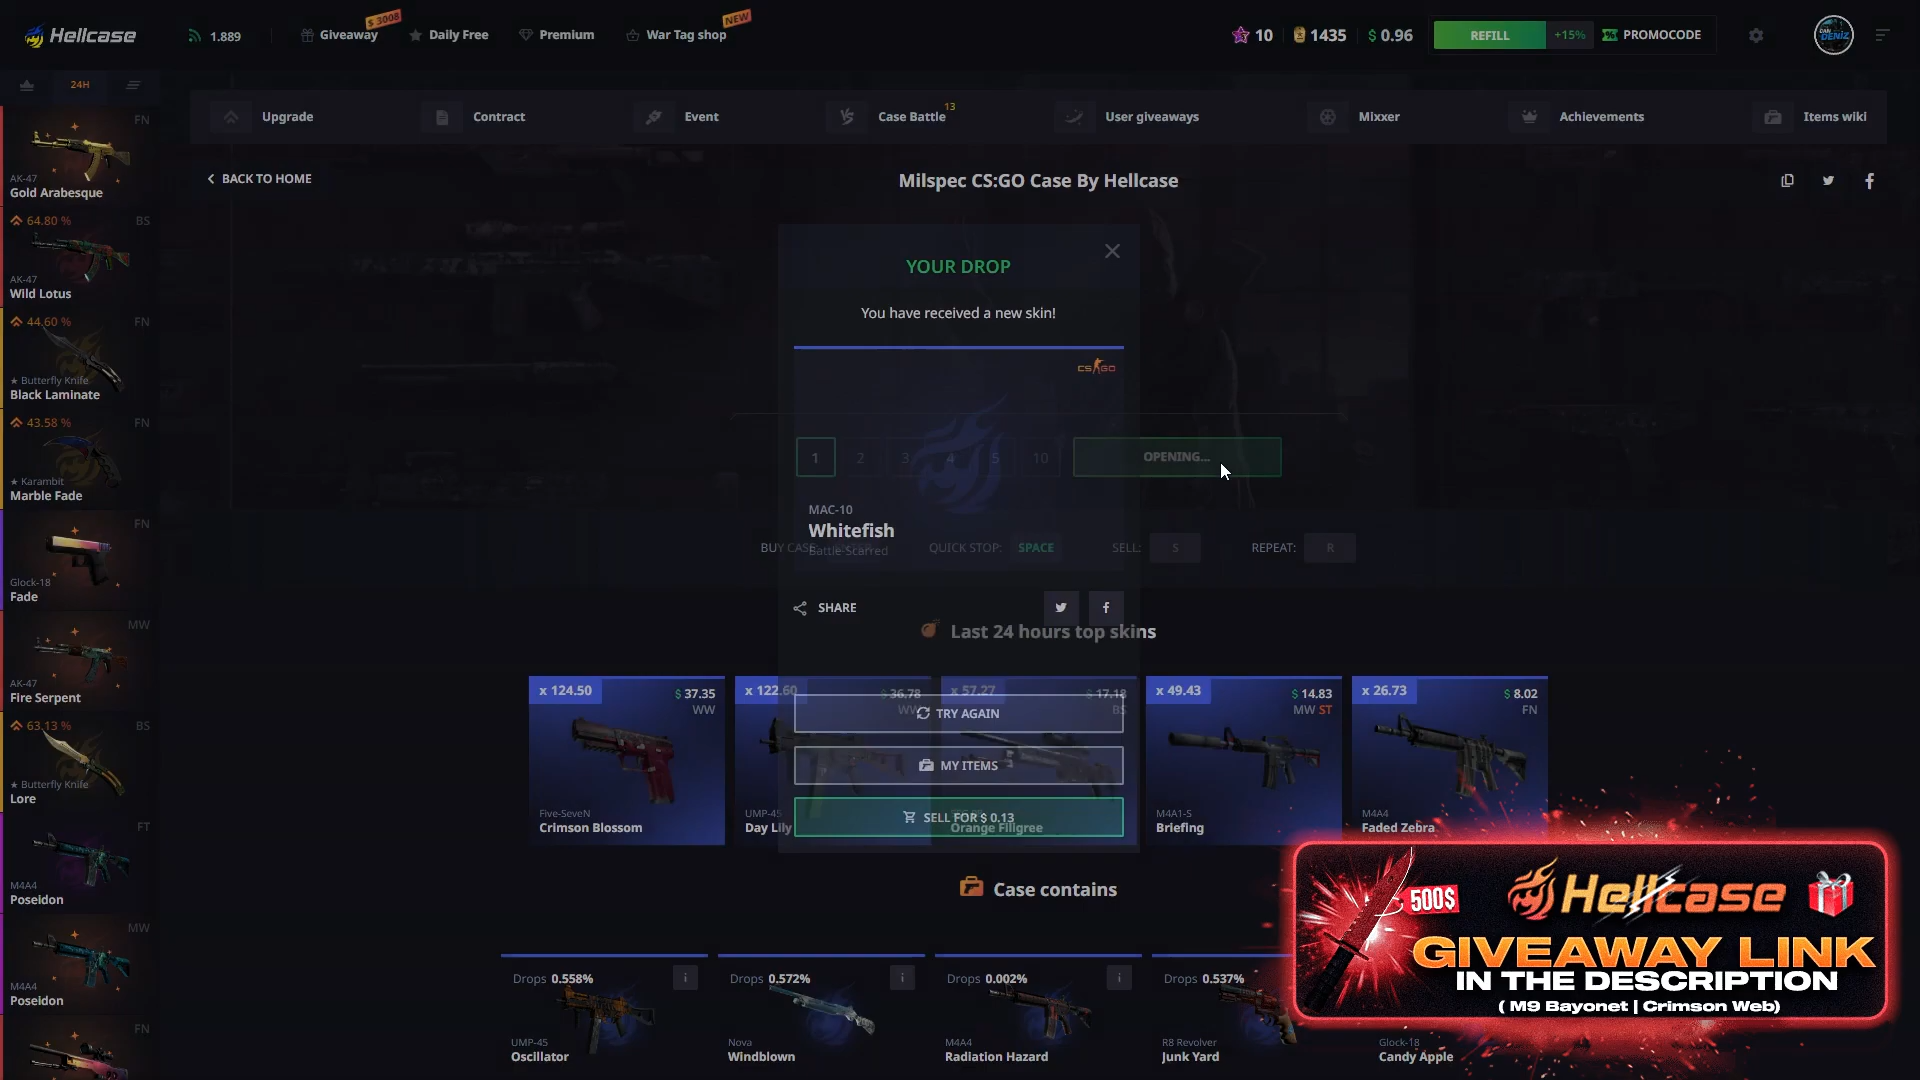 Hellcase
1.889
Giveaway
$ 3008
Daily Free
Premium
War Tag shop
NEW
10
1435
$ 0.96
REFILL
+15%
PROMOCODE
24H
Upgrade
Contract
Event
Case Battle
13
User giveaways
Mixxer
Achievements
Items wiki
BACK TO HOME
Milspec CS:GO Case By Hellcase
FN
AK-47
Gold Arabesque
64.80 %
BS
AK-47
Wild Lotus
44.60 %
FN
★ Butterfly Knife
Black Laminate
43.58 %
FN
★ Karambit
Marble Fade
FN
Glock-18
Fade
MW
AK-47
Fire Serpent
63.13 %
BS
★ Butterfly Knife
Lore
FT
M4A4
Poseidon
MW
M4A4
Poseidon
FN
YOUR DROP
You have received a new skin!
CS GO
1
2
3
4
5
10
OPENING...
MAC-10
Whitefish
Battle-Scarred
BUY CASE
QUICK STOP:
SPACE
SELL:
S
REPEAT:
R
SHARE
Last 24 hours top skins
x 124.50
$ 37.35
WW
Five-SeveN
Crimson Blossom
x 122.60
$ 36.78
WW
UMP-45
Day Lily
x 57.27
$ 17.18
BS
Orange Filigree
x 49.43
$ 14.83
MW ST
M4A1-S
Briefing
x 26.73
$ 8.02
FN
M4A4
Faded Zebra
TRY AGAIN
MY ITEMS
SELL FOR $ 0.13
Case contains
Drops 0.558%
i
UMP-45
Oscillator
Drops 0.572%
i
Nova
Windblown
Drops 0.002%
i
M4A4
Radiation Hazard
Drops 0.537%
R8 Revolver
Junk Yard
Glock-18
Candy Apple
500$
Hellcase
GIVEAWAY LINK
IN THE DESCRIPTION
( M9 Bayonet | Crimson Web)